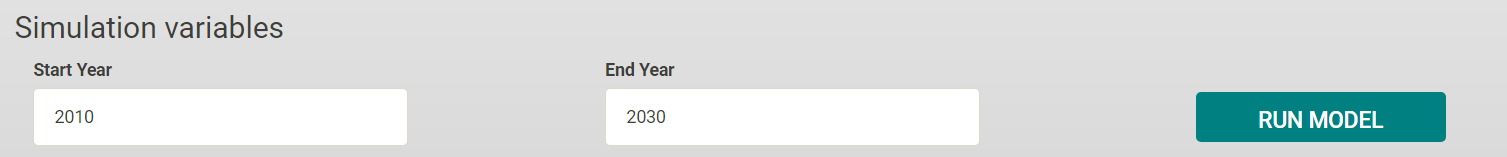 Simulation variables
Start Year
End Year
2010
2030
RUN MODEL